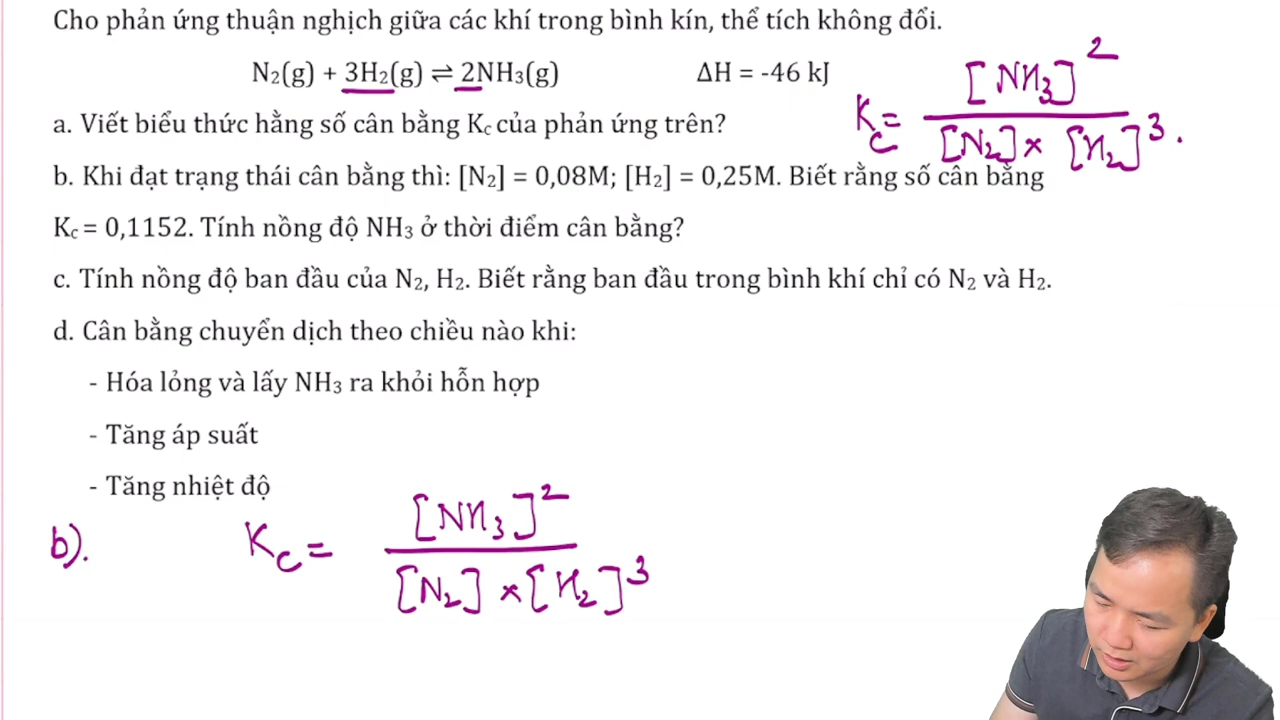 Cho phản ứng thuận nghịch giữa các khí trong bình kín, thể tích không đổi.
N₂(g) + 3H₂(g) ⇌ 2NH₃(g) ΔH = -46 kJ
K_C = [NH₃]² / [N₂] × [H₂]³.
a. Viết biểu thức hằng số cân bằng K_C của phản ứng trên?
b. Khi đạt trạng thái cân bằng thì: [N₂] = 0,08M; [H₂] = 0,25M. Biết rằng số cân bằng
K_C = 0,1152. Tính nồng độ NH₃ ở thời điểm cân bằng?
c. Tính nồng độ ban đầu của N₂, H₂. Biết rằng ban đầu trong bình khí chỉ có N₂ và H₂.
d. Cân bằng chuyển dịch theo chiều nào khi:
- Hóa lỏng và lấy NH₃ ra khỏi hỗn hợp
- Tăng áp suất
- Tăng nhiệt độ
b). K_C = [NH₃]² / [N₂] × [H₂]³